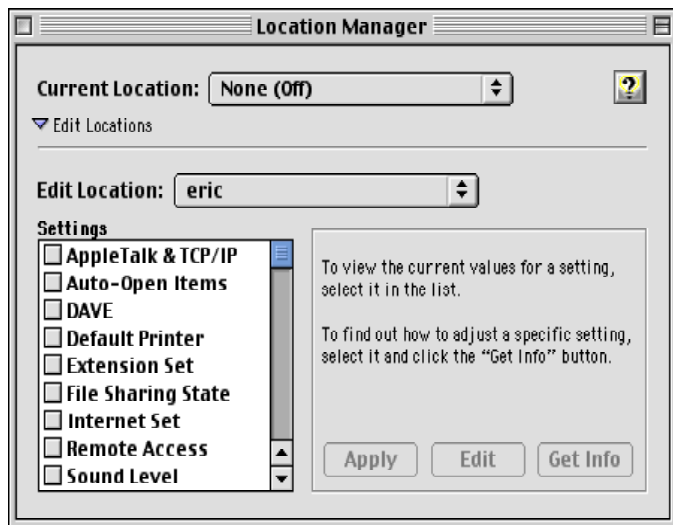 Location Manager
Current Location: None (Off)
?
Edit Locations
Edit Location: eric
Settings
AppleTalk & TCP/IP
Auto-Open Items
DAVE
Default Printer
Extension Set
File Sharing State
Internet Set
Remote Access
Sound Level
To view the current values for a setting,
select it in the list.
To find out how to adjust a specific setting,
select it and click the “Get Info” button.
Apply Edit Get Info